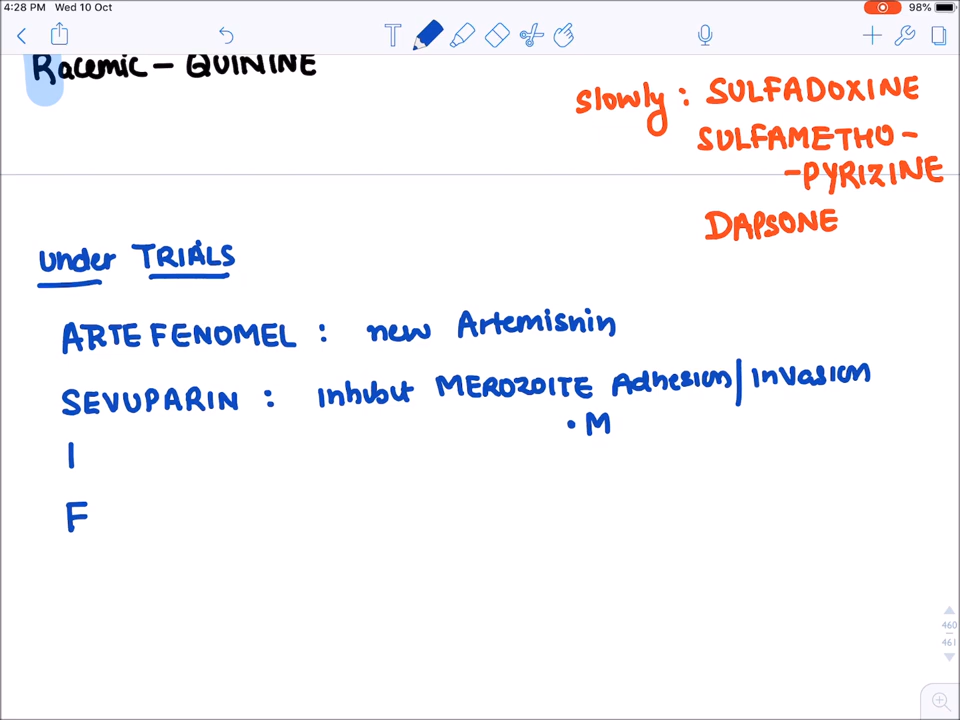 4:28 PM Wed 10 Oct
98%
T
Racemic – QUININE
Slowly : SULFADOXINE
SULFAMETHO -
-PYRIZINE
DAPSONE
Under TRIALS
ARTEFENOMEL : new Artemisnin
SEVUPARIN : Inhibit MEROZOITE Adhesion/Invasion
• M
I
F
460
461